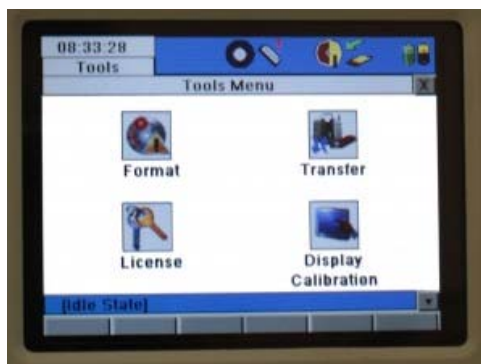 08:33:28
Tools
Tools Menu
X
Format
Transfer
License
Display
Calibration
[Idle State]